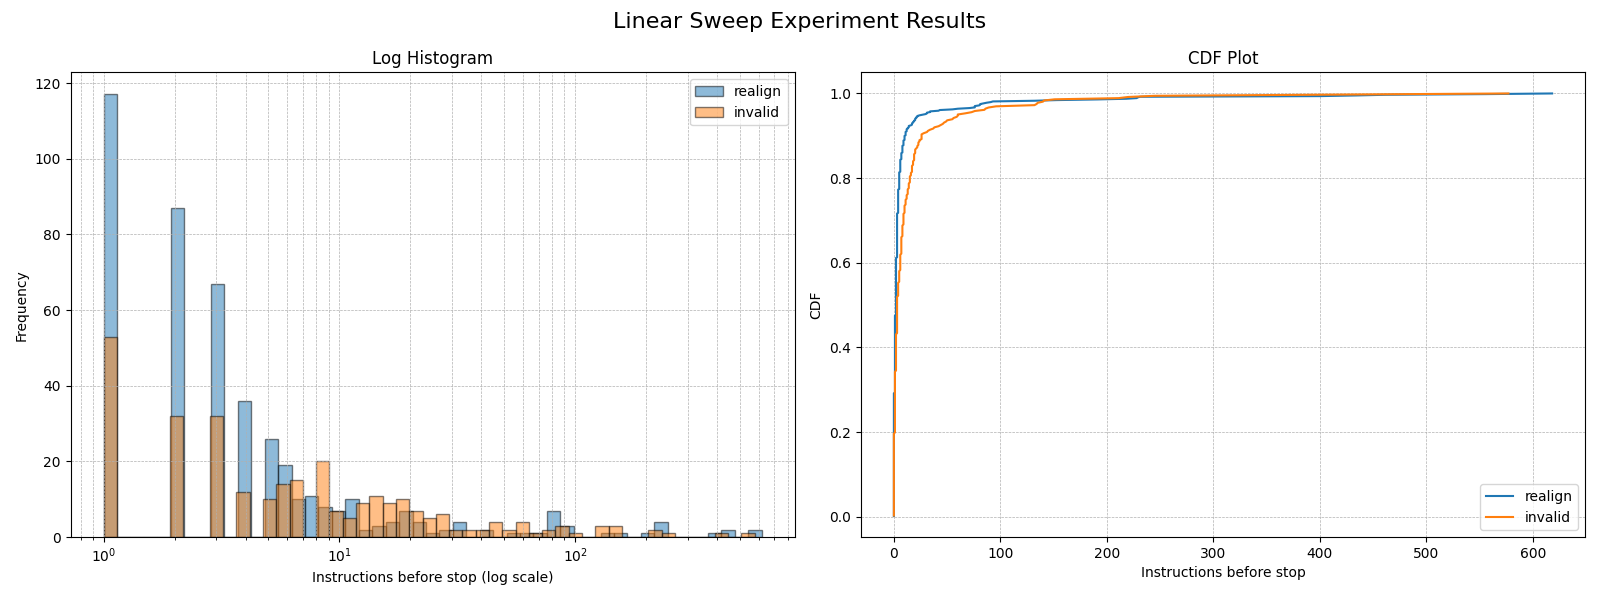 Linear Sweep Experiment Results
Log Histogram
120
100
80
60
40
20
0
Frequency
10⁰
10¹
10²
Instructions before stop (log scale)
realign
invalid
CDF Plot
1.0
0.8
0.6
0.4
0.2
0.0
CDF
0
100
200
300
400
500
600
Instructions before stop
realign
invalid